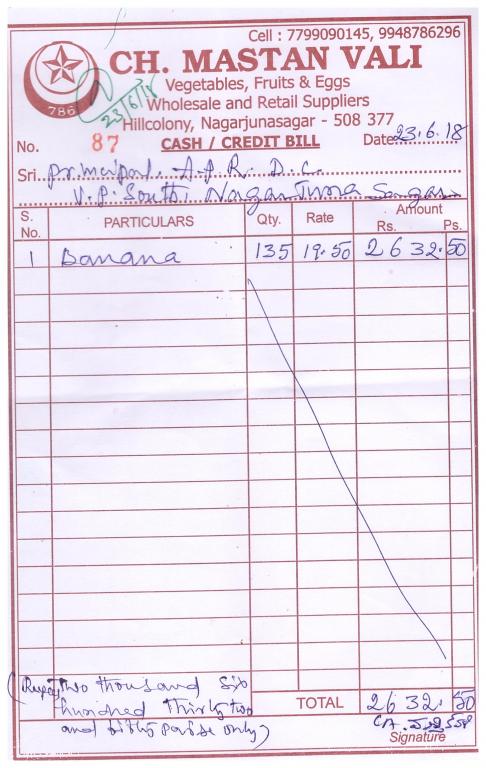 Cell : 7799090145, 9948786296
CH. MASTAN VALI
786
Vegetables, Fruits & Eggs
23/6/18
Wholesale and Retail Suppliers
Hillcolony, Nagarjunasagar - 508 377
No. 87 CASH / CREDIT BILL Date 23.6.18
Sri. principal. A.P.R.D.C.
V.P. South, Nagarjuna Sagar
S. No. PARTICULARS Qty. Rate Amount Rs. Ps.
1 Banana 135 19.50 2632.50
(Rupees Two thousand Six
hundred Thirty two
and fifty paise only)
TOTAL 2632.50
Signature